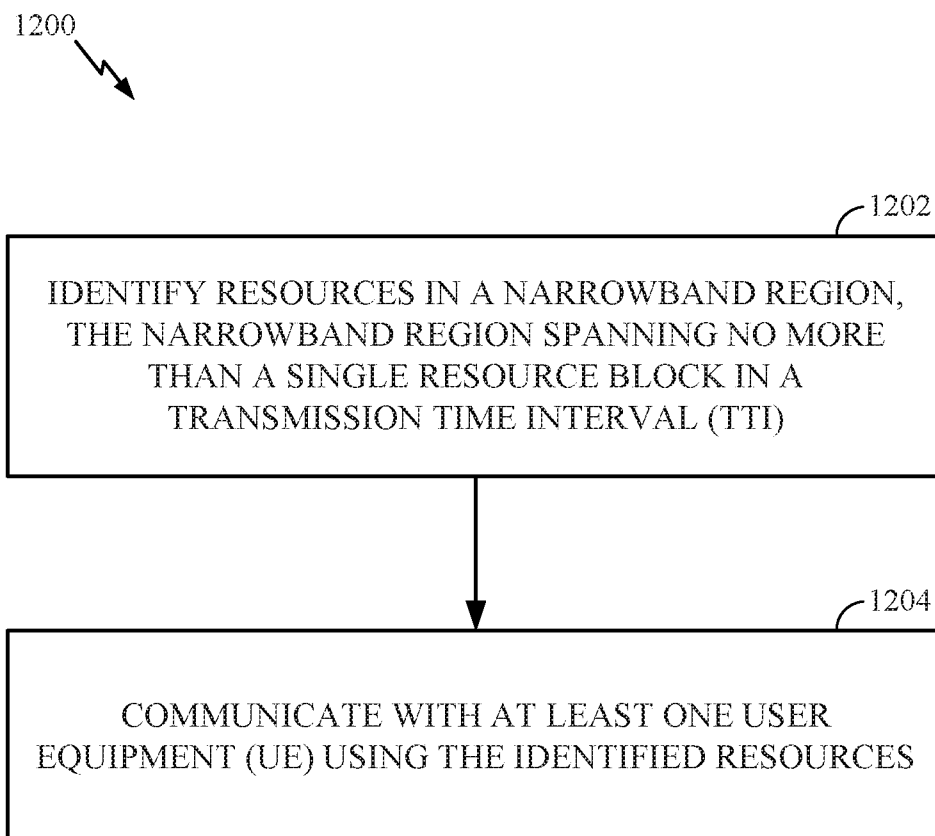 1200
1202
IDENTIFY RESOURCES IN A NARROWBAND REGION,
THE NARROWBAND REGION SPANNING NO MORE
THAN A SINGLE RESOURCE BLOCK IN A
TRANSMISSION TIME INTERVAL (TTI)
1204
COMMUNICATE WITH AT LEAST ONE USER
EQUIPMENT (UE) USING THE IDENTIFIED RESOURCES